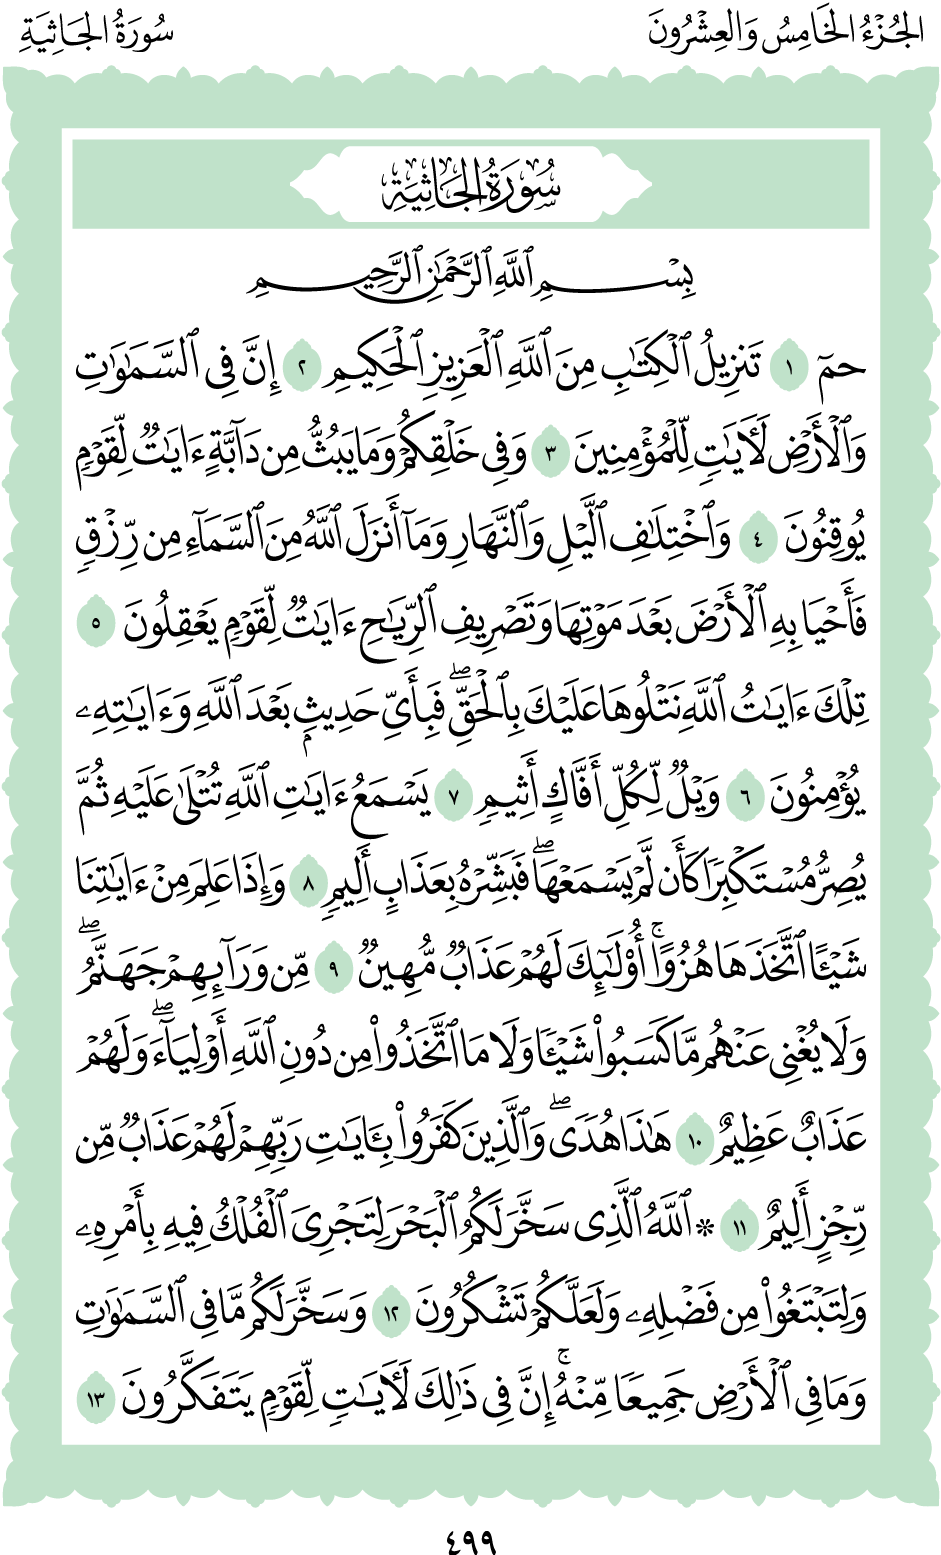 الجُزْءُ الخَامِسُ وَالعِشْرُونَ
سُورَةُ الجَاثِيَةِ
سُورَةُ الجَاثِيَةِ
بِسْمِ ٱللَّهِ ٱلرَّحْمَٰنِ ٱلرَّحِيمِ
حمٓ ١ تَنزِيلُ ٱلْكِتَٰبِ مِنَ ٱللَّهِ ٱلْعَزِيزِ ٱلْحَكِيمِ ٢ إِنَّ فِى ٱلسَّمَٰوَٰتِ
وَٱلْأَرْضِ لَـَٔايَٰتٍ لِّلْمُؤْمِنِينَ ٣ وَفِى خَلْقِكُمْ وَمَا يَبُثُّ مِن دَآبَّةٍ ءَايَٰتٌ لِّقَوْمٍ
يُوقِنُونَ ٤ وَٱخْتِلَٰفِ ٱلَّيْلِ وَٱلنَّهَارِ وَمَآ أَنزَلَ ٱللَّهُ مِنَ ٱلسَّمَآءِ مِن رِّزْقٍ
فَأَحْيَا بِهِ ٱلْأَرْضَ بَعْدَ مَوْتِهَا وَتَصْرِيفِ ٱلرِّيَٰحِ ءَايَٰتٌ لِّقَوْمٍ يَعْقِلُونَ ٥
تِلْكَ ءَايَٰتُ ٱللَّهِ نَتْلُوهَا عَلَيْكَ بِٱلْحَقِّ ۖ فَبِأَىِّ حَدِيثٍۭ بَعْدَ ٱللَّهِ وَءَايَٰتِهِۦ
يُؤْمِنُونَ ٦ وَيْلٌ لِّكُلِّ أَفَّاكٍ أَثِيمٍ ٧ يَسْمَعُ ءَايَٰتِ ٱللَّهِ تُتْلَىٰ عَلَيْهِ ثُمَّ
يُصِرُّ مُسْتَكْبِرًا كَأَن لَّمْ يَسْمَعْهَا ۖ فَبَشِّرْهُ بِعَذَابٍ أَلِيمٍ ٨ وَإِذَا عَلِمَ مِنْ ءَايَٰتِنَا
شَيْـًٔا ٱتَّخَذَهَا هُزُوًا ۚ أُو۟لَٰٓئِكَ لَهُمْ عَذَابٌ مُّهِينٌ ٩ مِّن وَرَآئِهِمْ جَهَنَّمُ ۖ
وَلَا يُغْنِى عَنْهُم مَّا كَسَبُوا۟ شَيْـًٔا وَلَا مَا ٱتَّخَذُوا۟ مِن دُونِ ٱللَّهِ أَوْلِيَآءَ ۖ وَلَهُمْ
عَذَابٌ عَظِيمٌ ١٠ هَٰذَا هُدًى ۖ وَٱلَّذِينَ كَفَرُوا۟ بِـَٔايَٰتِ رَبِّهِمْ لَهُمْ عَذَابٌ مِّن
رِّجْزٍ أَلِيمٌ ١١ * ٱللَّهُ ٱلَّذِى سَخَّرَ لَكُمُ ٱلْبَحْرَ لِتَجْرِىَ ٱلْفُلْكُ فِيهِ بِأَمْرِهِۦ
وَلِتَبْتَغُوا۟ مِن فَضْلِهِۦ وَلَعَلَّكُمْ تَشْكُرُونَ ١٢ وَسَخَّرَ لَكُم مَّا فِى ٱلسَّمَٰوَٰتِ
وَمَا فِى ٱلْأَرْضِ جَمِيعًا مِّنْهُ ۚ إِنَّ فِى ذَٰلِكَ لَـَٔايَٰتٍ لِّقَوْمٍ يَتَفَكَّرُونَ ١٣
٤٩٩